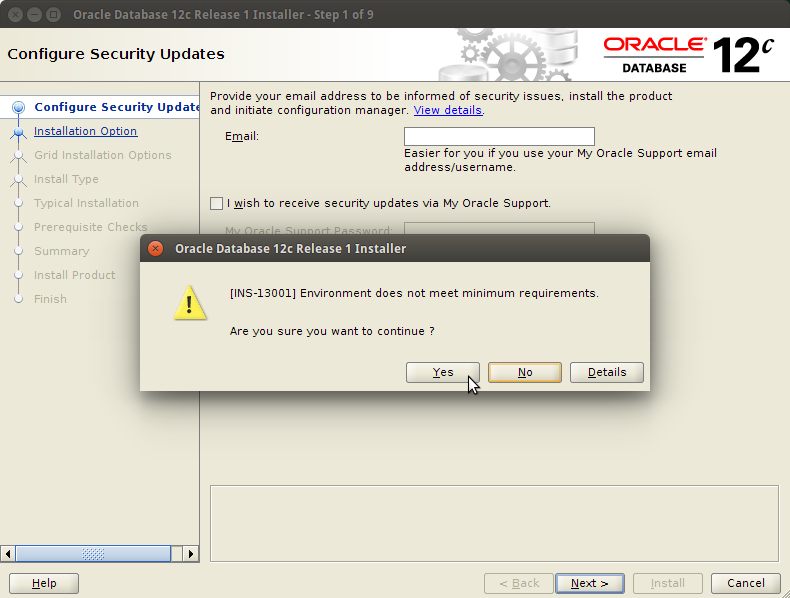 Oracle Database 12c Release 1 Installer - Step 1 of 9
Configure Security Updates
ORACLE®
DATABASE
12c
Configure Security Update
Installation Option
Grid Installation Options
Install Type
Typical Installation
Prerequisite Checks
Summary
Install Product
Finish
Provide your email address to be informed of security issues, install the product
and initiate configuration manager. View details.
Email:
Easier for you if you use your My Oracle Support email
address/username.
I wish to receive security updates via My Oracle Support.
My Oracle Support Password:
Oracle Database 12c Release 1 Installer
[INS-13001] Environment does not meet minimum requirements.
Are you sure you want to continue ?
Yes
No
Details
Help
< Back
Next >
Install
Cancel